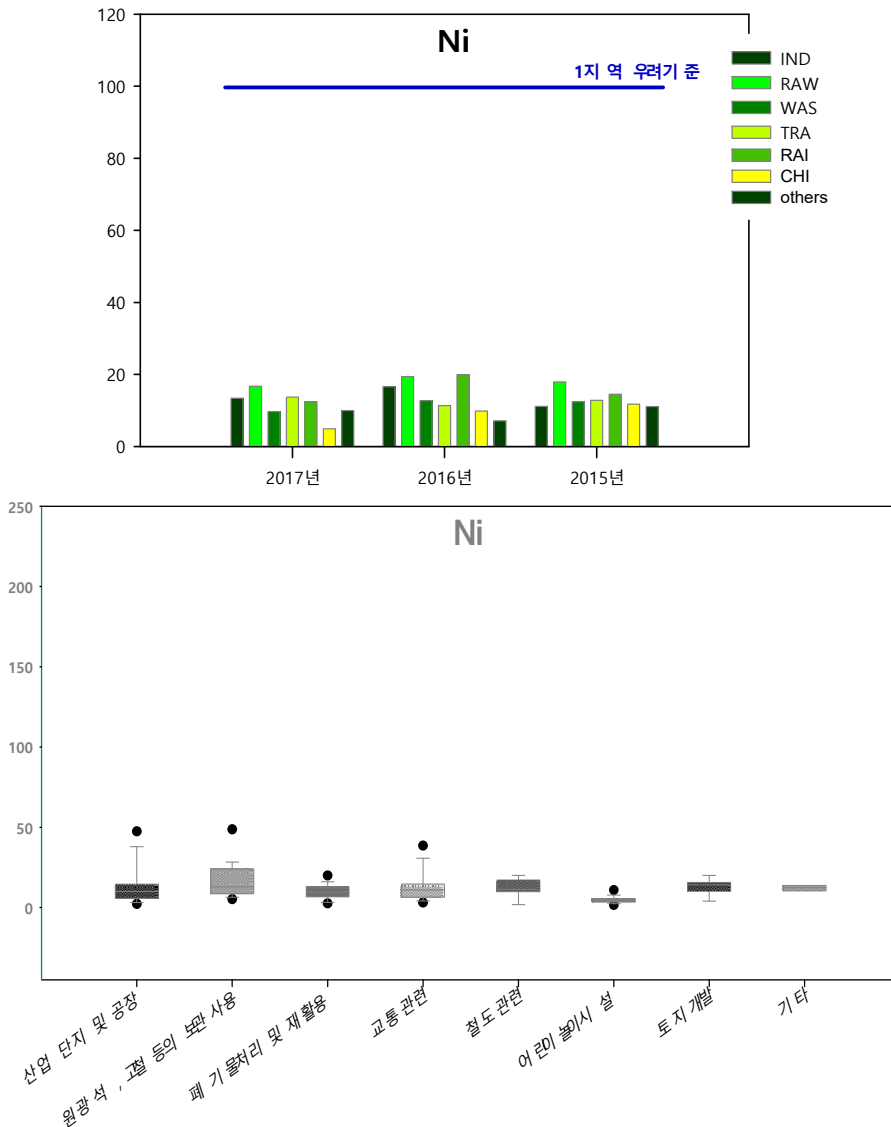 Ni
120
100
80
60
40
20
0
1지역 우려기준
IND
RAW
WAS
TRA
RAI
CHI
others
2017년 2016년 2015년
Ni
250
200
150
100
50
0
산업 단지 및 공장
원광석, 고철 등의 보관 사용
폐기물처리 및 재활용
교통관련
철도관련
어린이놀이시설
토지개발
기타